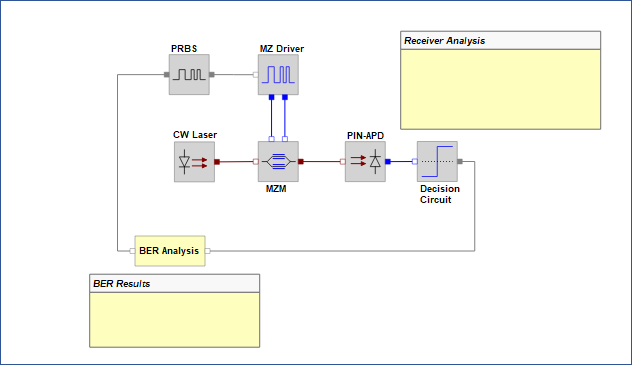 PRBS
MZ Driver
Receiver Analysis
CW Laser
PIN-APD
MZM
Decision
Circuit
BER Analysis
BER Results